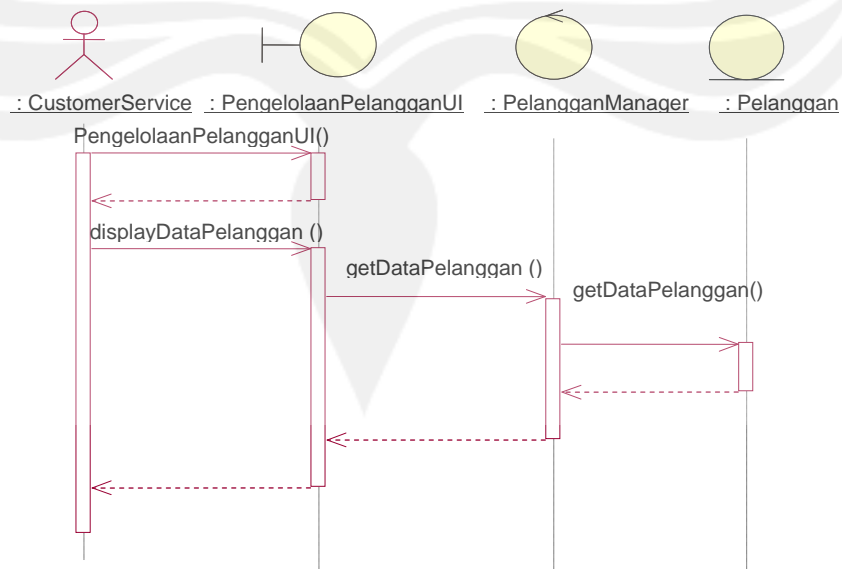 : CustomerService : PengelolaanPelangganUI : PelangganManager : Pelanggan
PengelolaanPelangganUI()
displayDataPelanggan ()
getDataPelanggan ()
getDataPelanggan()